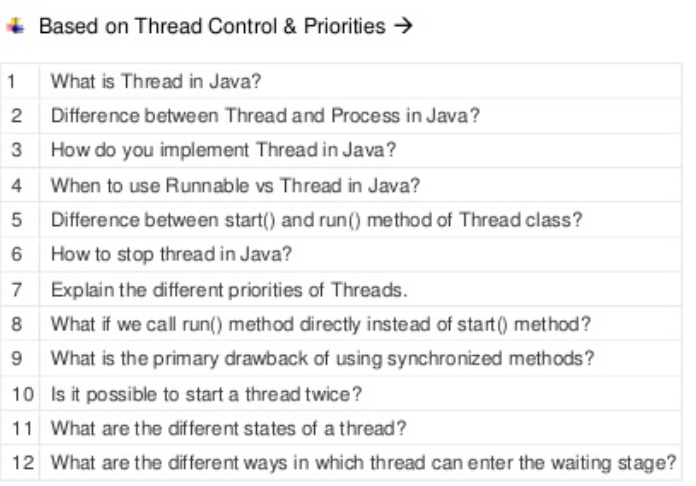 Based on Thread Control & Priorities →
1 What is Thread in Java?
2 Difference between Thread and Process in Java?
3 How do you implement Thread in Java?
4 When to use Runnable vs Thread in Java?
5 Difference between start() and run() method of Thread class?
6 How to stop thread in Java?
7 Explain the different priorities of Threads.
8 What if we call run() method directly instead of start() method?
9 What is the primary drawback of using synchronized methods?
10 Is it possible to start a thread twice?
11 What are the different states of a thread?
12 What are the different ways in which thread can enter the waiting stage?